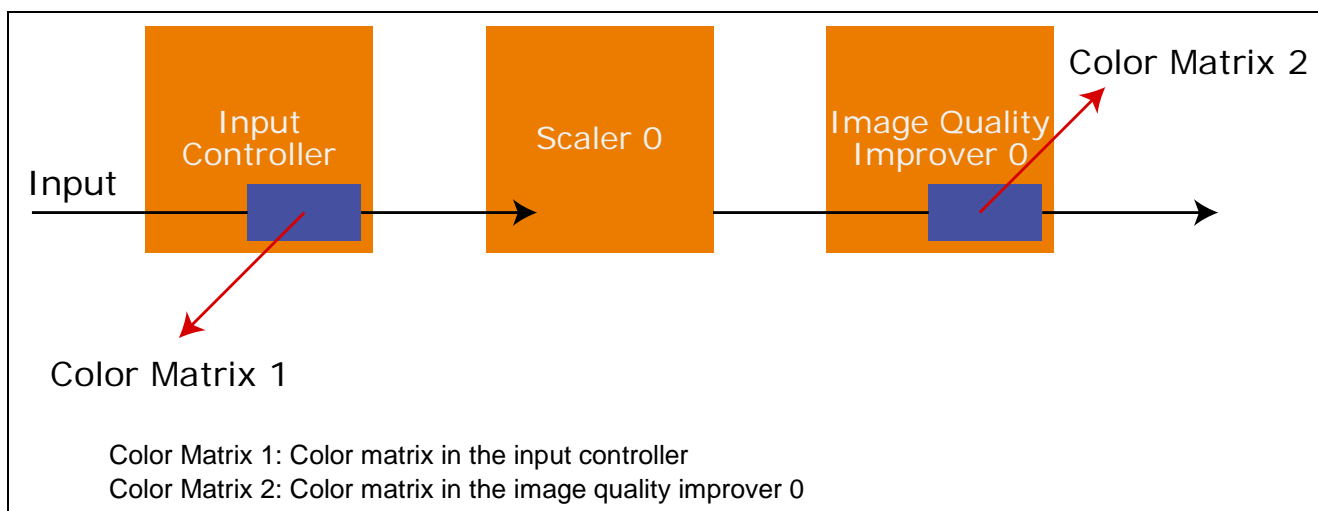 Color Matrix 2
Input
Controller
Scaler 0
Image Quality
Improver 0
Input
Color Matrix 1
Color Matrix 1: Color matrix in the input controller
Color Matrix 2: Color matrix in the image quality improver 0